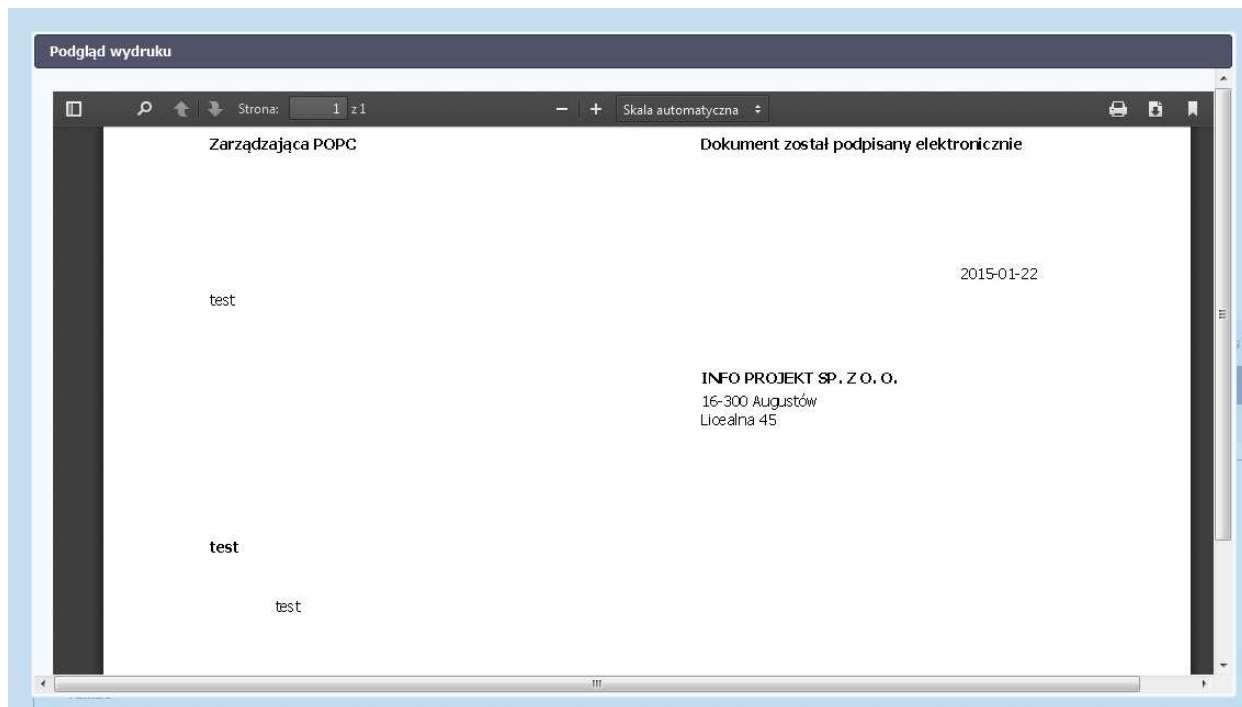 Podgląd wydruku
Strona: 1 z 1
Skala automatyczna
Zarządzająca POPC
Dokument został podpisany elektronicznie
2015-01-22
test
INFO PROJEKT SP. Z O. O.
16-300 Augustów
Licealna 45
test
test